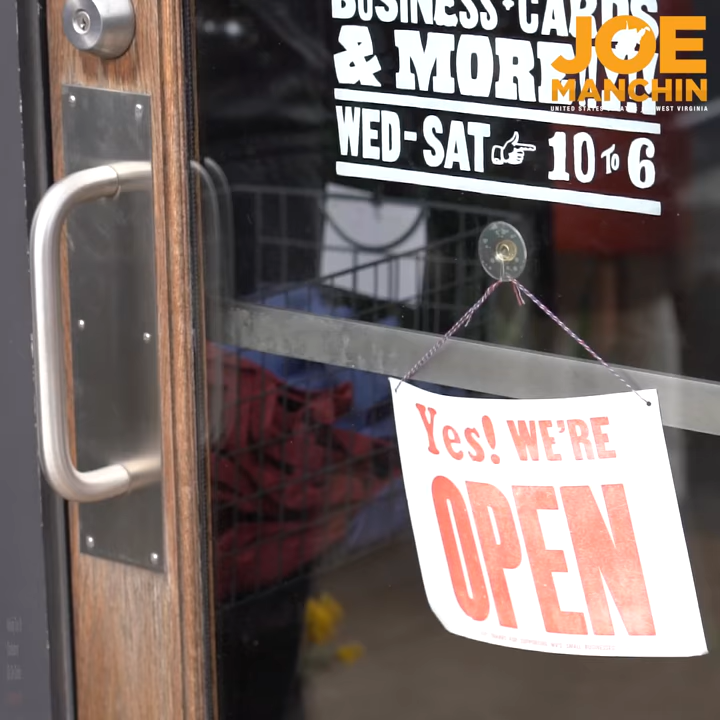 BUSINESS CARDS
& MORE!!!
WED-SAT 10 To 6
JOE
MANCHIN
UNITED STATES SENATOR WEST VIRGINIA
Yes! WE'RE
OPEN